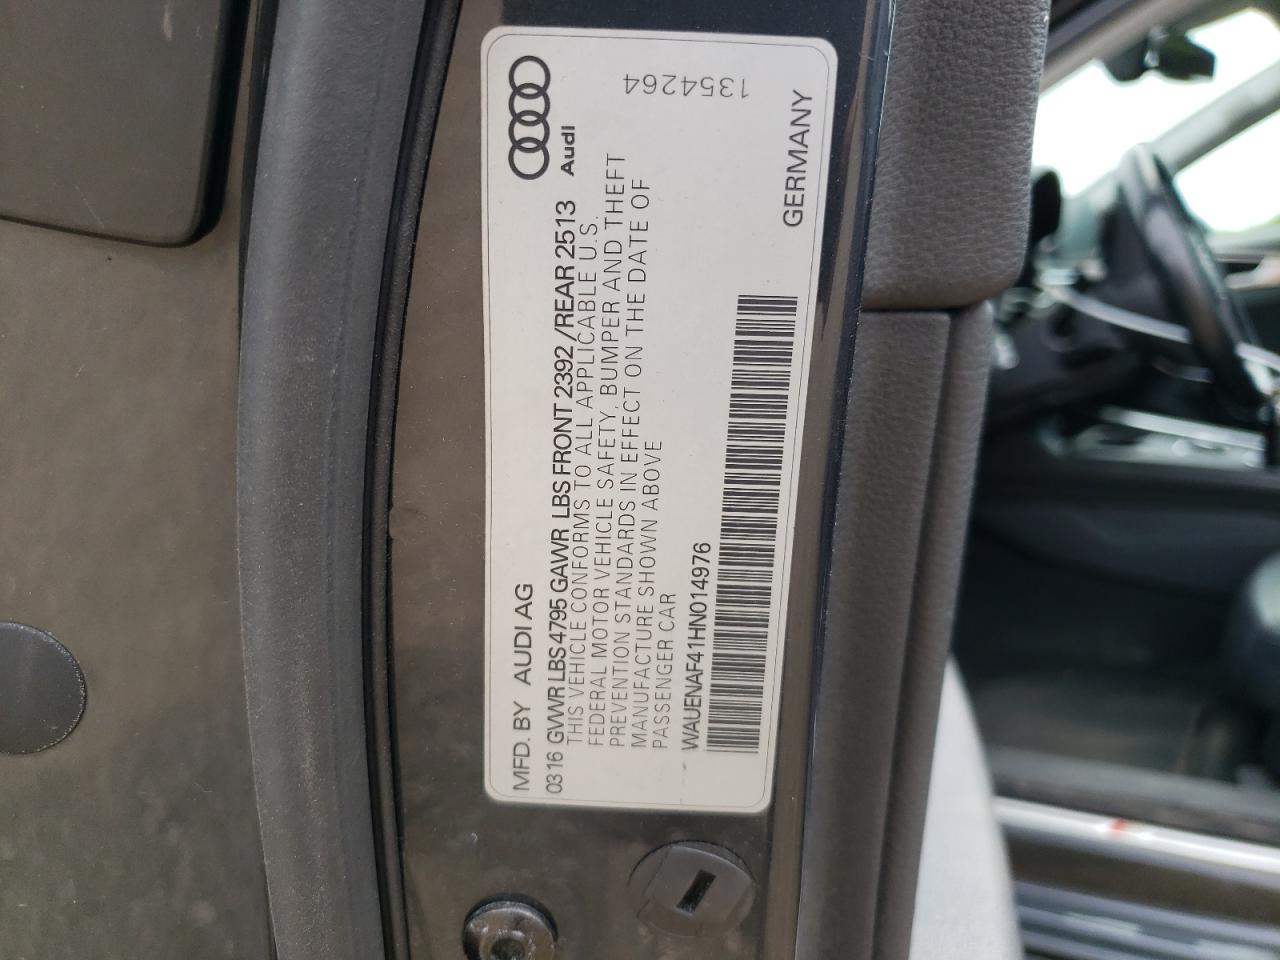 MFD. BY AUDI AG
Audi
03 16 GVWR LBS 4795 GAWR LBS FRONT 2392 /REAR 2513
THIS VEHICLE CONFORMS TO ALL APPLICABLE U.S.
FEDERAL MOTOR VEHICLE SAFETY, BUMPER AND THEFT
PREVENTION STANDARDS IN EFFECT ON THE DATE OF
MANUFACTURE SHOWN ABOVE
PASSENGER CAR
WAUENAF41HN014976
1354264
GERMANY